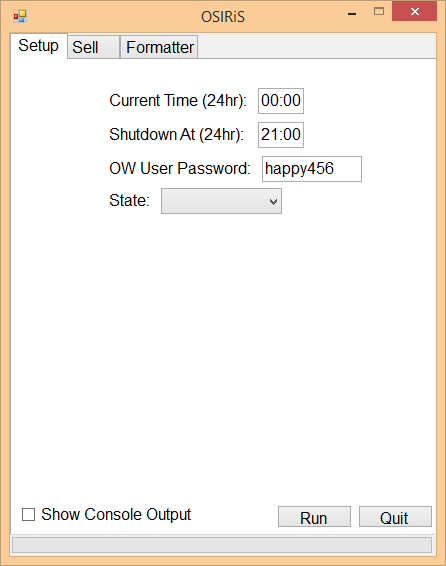 OSIRiS
Setup Sell Formatter
Current Time (24hr): 00:00
Shutdown At (24hr): 21:00
OW User Password: happy456
State:
Show Console Output Run Quit